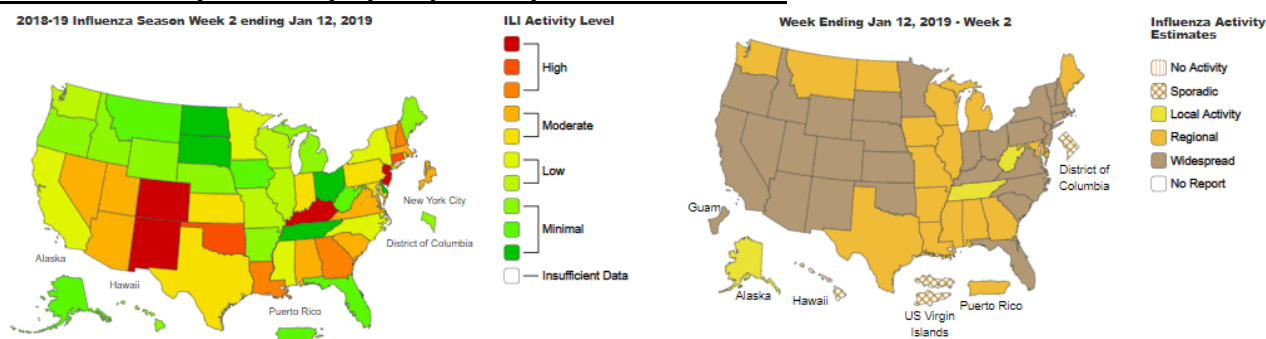 2018-19 Influenza Season Week 2 ending Jan 12, 2019
ILI Activity Level
High
Moderate
Low
Minimal
Insufficient Data
New York City
District of Columbia
Alaska
Hawaii
Puerto Rico
Week Ending Jan 12, 2019 - Week 2
Influenza Activity
Estimates
No Activity
Sporadic
Local Activity
Regional
Widespread
No Report
District of
Columbia
Guam
Alaska
Hawaii
US Virgin
Islands
Puerto Rico